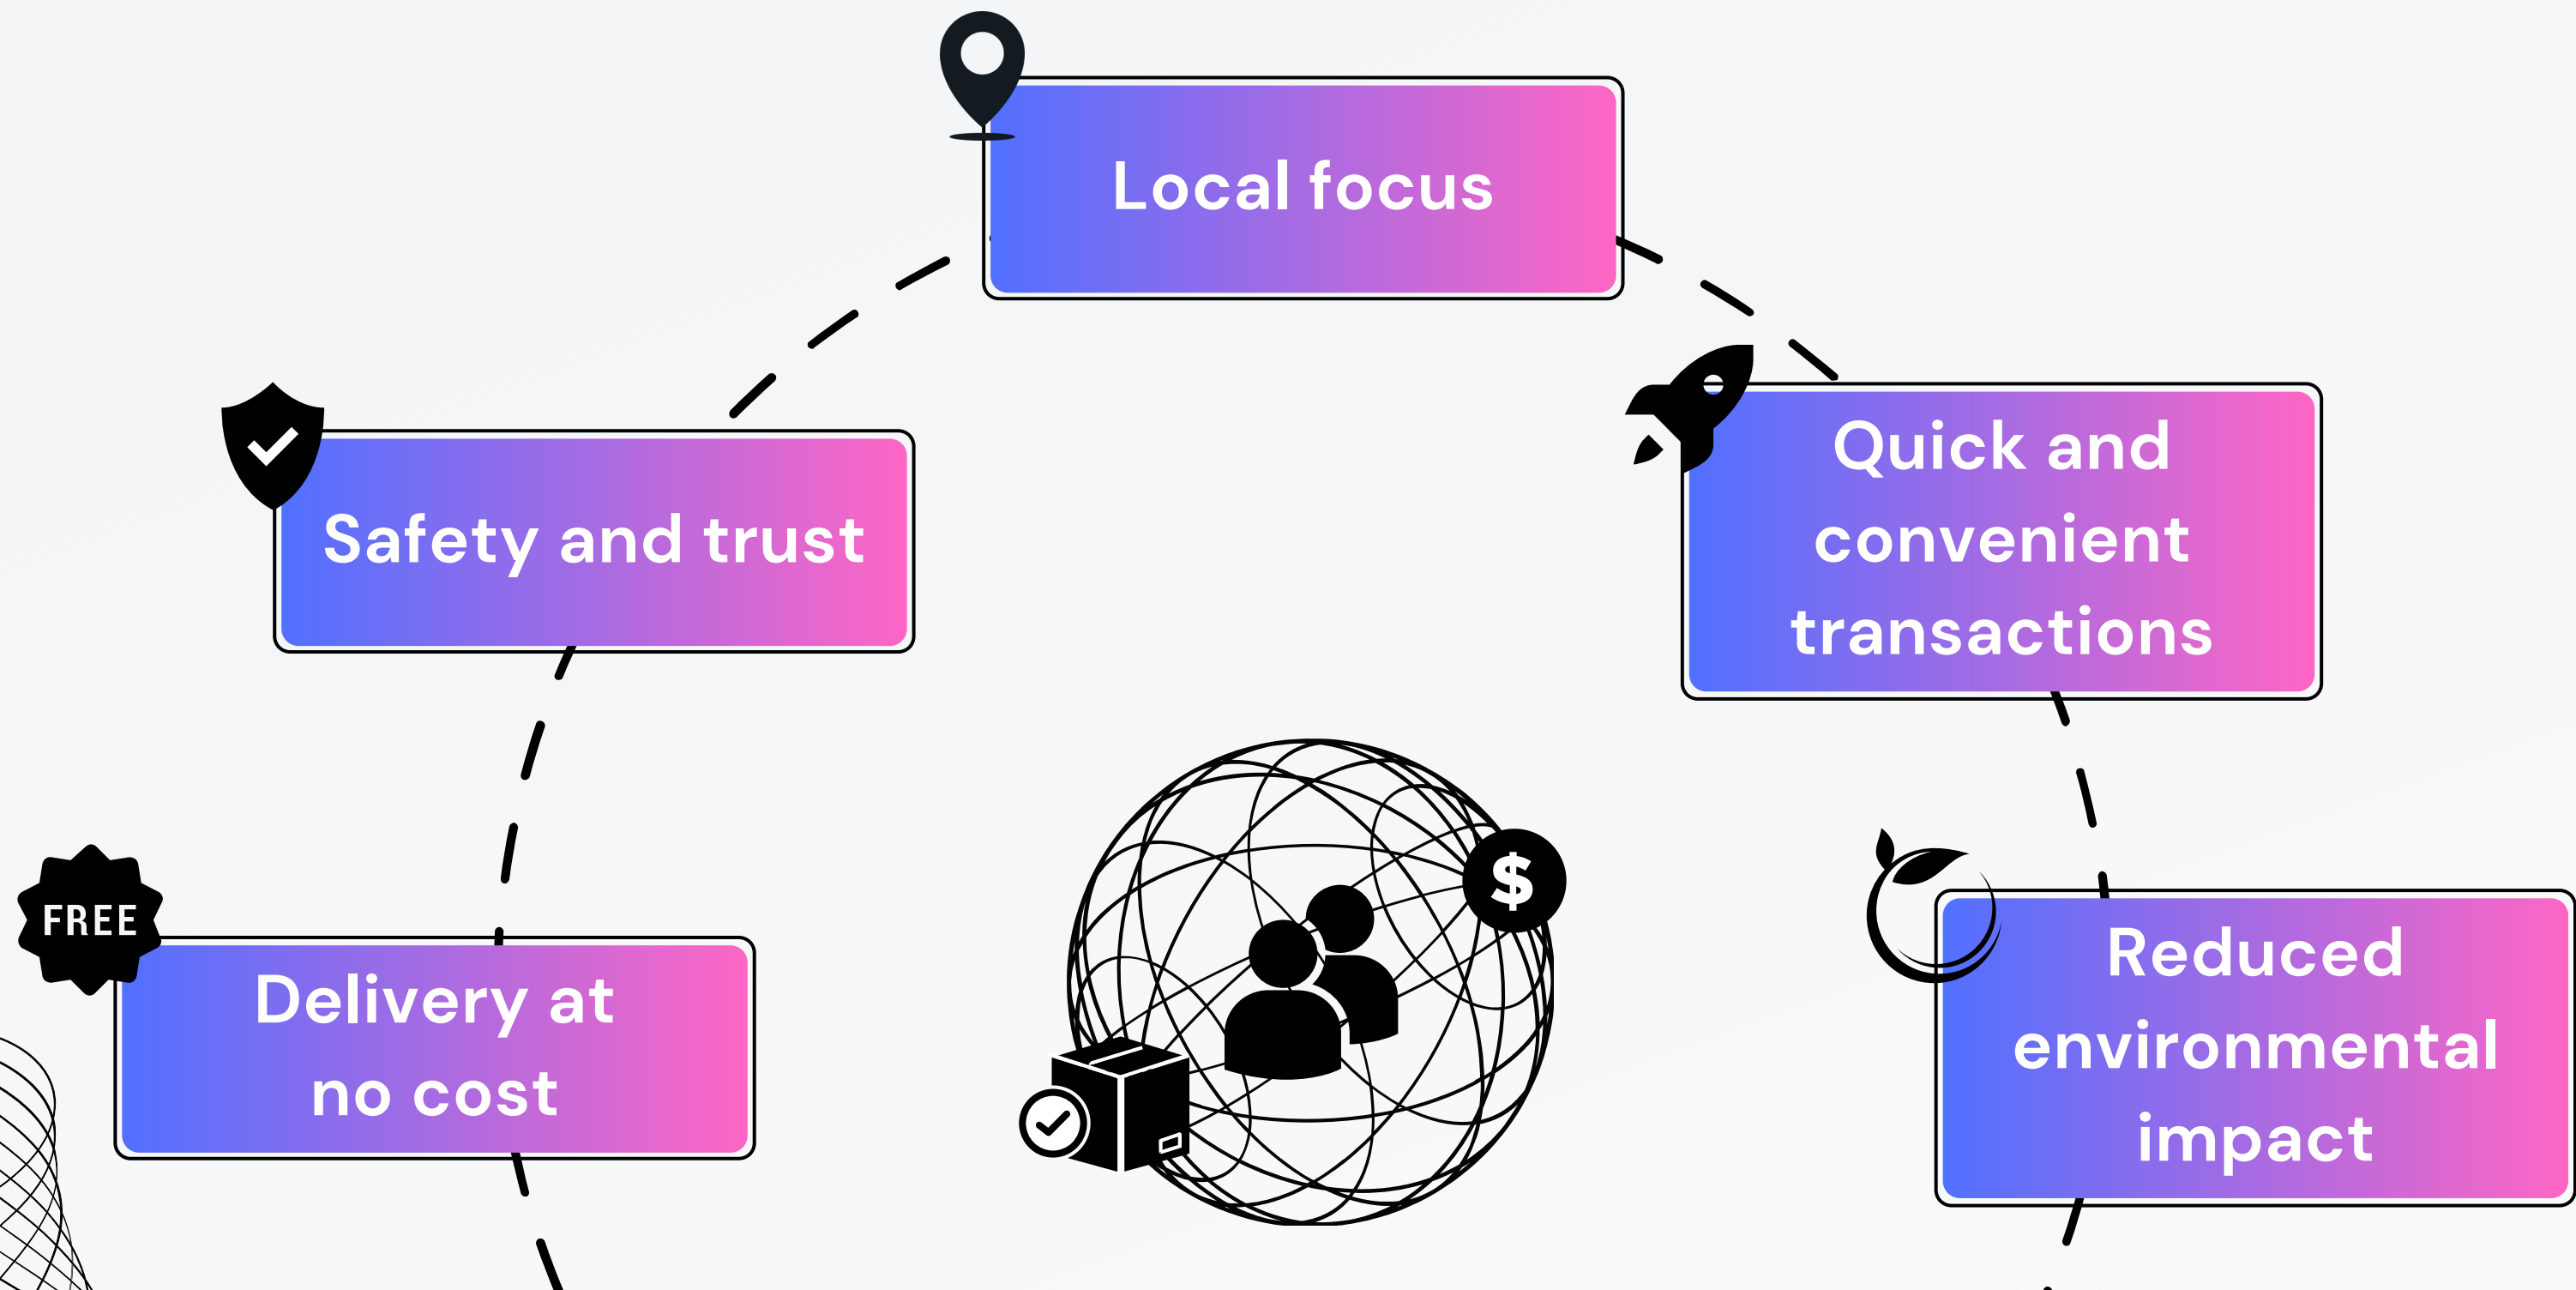 Local focus
Safety and trust
Quick and
convenient
transactions
$
FREE
Delivery at
no cost
Reduced
environmental
impact